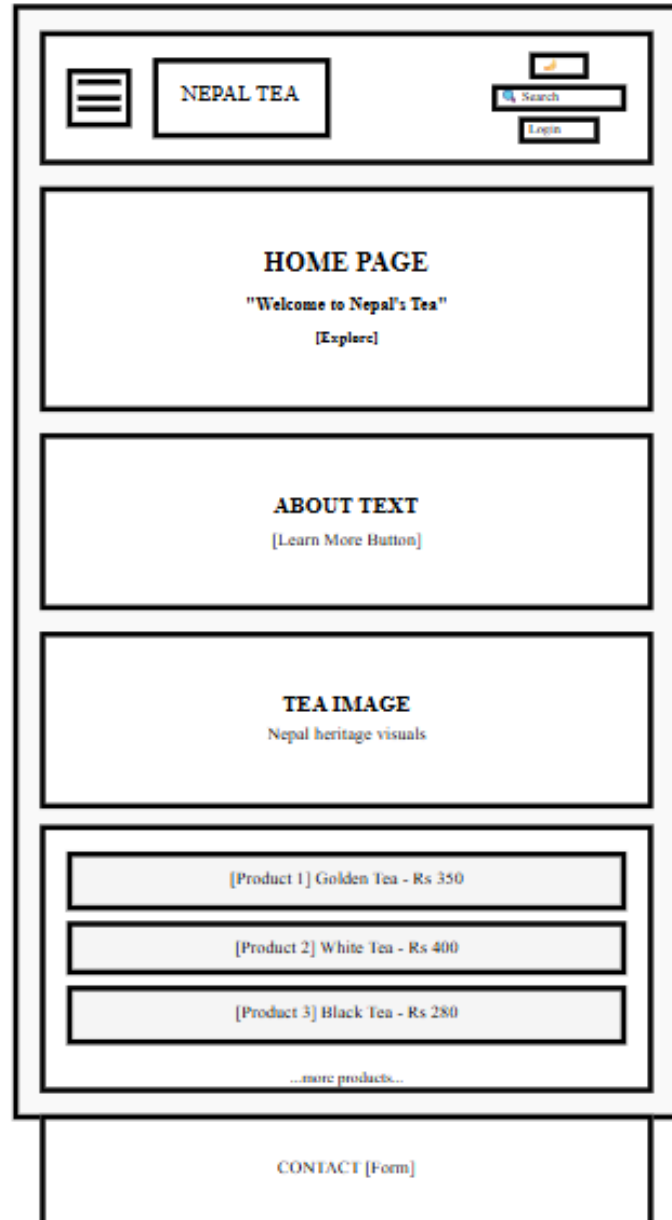 NEPAL TEA
Search
Login
HOME PAGE
"Welcome to Nepal's Tea"
[Explore]
ABOUT TEXT
[Learn More Button]
TEA IMAGE
Nepal heritage visuals
[Product 1] Golden Tea - Rs 350
[Product 2] White Tea - Rs 400
[Product 3] Black Tea - Rs 280
...more products...
CONTACT [Form]